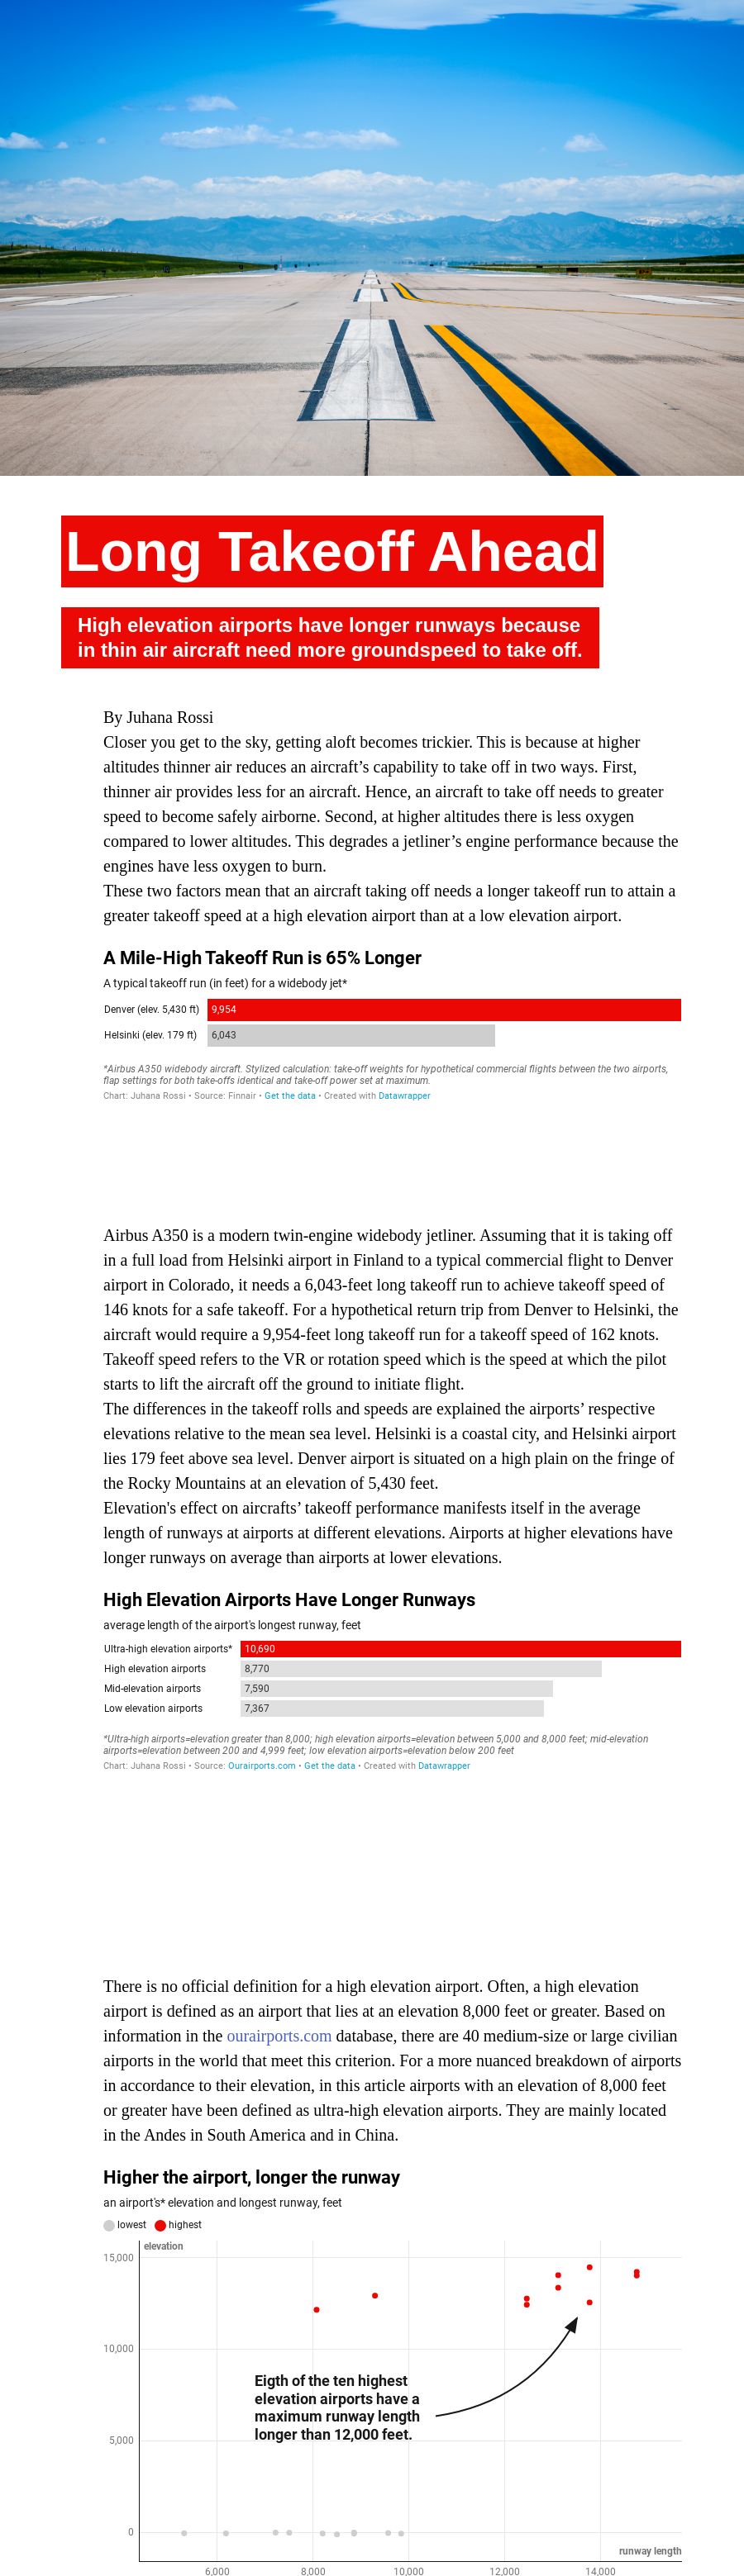 Long Takeoff Ahead
High elevation airports have longer runways because
in thin air aircraft need more groundspeed to take off.
By Juhana Rossi
Closer you get to the sky, getting aloft becomes trickier. This is because at higher
altitudes thinner air reduces an aircraft’s capability to take off in two ways. First,
thinner air provides less for an aircraft. Hence, an aircraft to take off needs to greater
speed to become safely airborne. Second, at higher altitudes there is less oxygen
compared to lower altitudes. This degrades a jetliner’s engine performance because the
engines have less oxygen to burn.
These two factors mean that an aircraft taking off needs a longer takeoff run to attain a
greater takeoff speed at a high elevation airport than at a low elevation airport.
A Mile-High Takeoff Run is 65% Longer
A typical takeoff run (in feet) for a widebody jet*
Denver (elev. 5,430 ft) 9,954
Helsinki (elev. 179 ft) 6,043
*Airbus A350 widebody aircraft. Stylized calculation: take-off weights for hypothetical commercial flights between the two airports,
flap settings for both take-offs identical and take-off power set at maximum.
Chart: Juhana Rossi • Source: Finnair • Get the data • Created with Datawrapper
Airbus A350 is a modern twin-engine widebody jetliner. Assuming that it is taking off
in a full load from Helsinki airport in Finland to a typical commercial flight to Denver
airport in Colorado, it needs a 6,043-feet long takeoff run to achieve takeoff speed of
146 knots for a safe takeoff. For a hypothetical return trip from Denver to Helsinki, the
aircraft would require a 9,954-feet long takeoff run for a takeoff speed of 162 knots.
Takeoff speed refers to the VR or rotation speed which is the speed at which the pilot
starts to lift the aircraft off the ground to initiate flight.
The differences in the takeoff rolls and speeds are explained the airports’ respective
elevations relative to the mean sea level. Helsinki is a coastal city, and Helsinki airport
lies 179 feet above sea level. Denver airport is situated on a high plain on the fringe of
the Rocky Mountains at an elevation of 5,430 feet.
Elevation's effect on aircrafts’ takeoff performance manifests itself in the average
length of runways at airports at different elevations. Airports at higher elevations have
longer runways on average than airports at lower elevations.
High Elevation Airports Have Longer Runways
average length of the airport's longest runway, feet
Ultra-high elevation airports* 10,690
High elevation airports 8,770
Mid-elevation airports 7,590
Low elevation airports 7,367
*Ultra-high airports=elevation greater than 8,000; high elevation airports=elevation between 5,000 and 8,000 feet; mid-elevation
airports=elevation between 200 and 4,999 feet; low elevation airports=elevation below 200 feet
Chart: Juhana Rossi • Source: Ourairports.com • Get the data • Created with Datawrapper
There is no official definition for a high elevation airport. Often, a high elevation
airport is defined as an airport that lies at an elevation 8,000 feet or greater. Based on
information in the ourairports.com database, there are 40 medium-size or large civilian
airports in the world that meet this criterion. For a more nuanced breakdown of airports
in accordance to their elevation, in this article airports with an elevation of 8,000 feet
or greater have been defined as ultra-high elevation airports. They are mainly located
in the Andes in South America and in China.
Higher the airport, longer the runway
an airport's* elevation and longest runway, feet
lowest highest
elevation
15,000
10,000
Eigth of the ten highest
elevation airports have a
maximum runway length
longer than 12,000 feet.
5,000
0
runway length
6,000 8,000 10,000 12,000 14,000